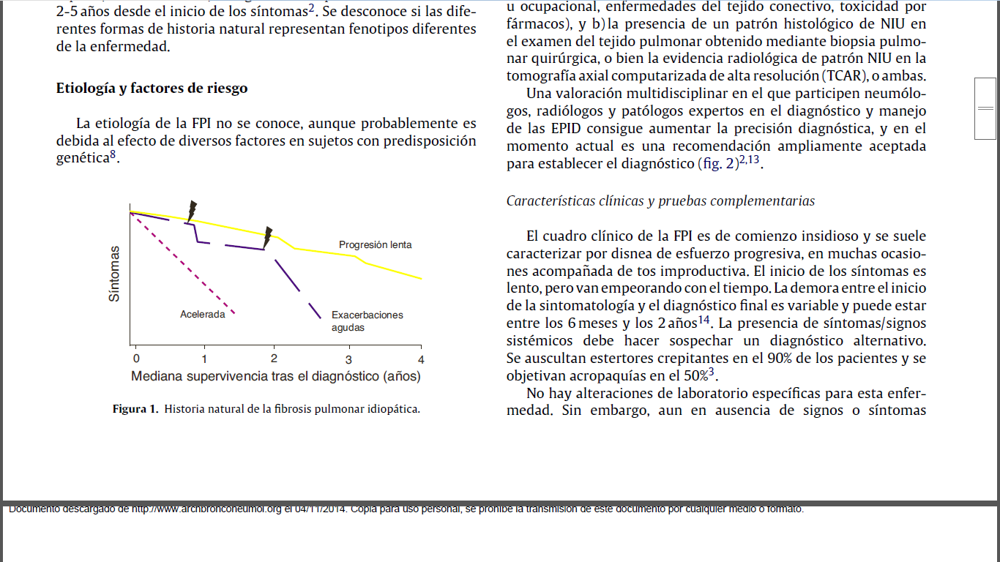 2-5 años desde el inicio de los síntomas2. Se desconoce si las dife-
rentes formas de historia natural representan fenotipos diferentes
de la enfermedad.
Etiología y factores de riesgo
La etiología de la FPI no se conoce, aunque probablemente es
debida al efecto de diversos factores en sujetos con predisposición
genética8.
Síntomas
Progresión lenta
Acelerada
Exacerbaciones
agudas
0 1 2 3 4
Mediana supervivencia tras el diagnóstico (años)
Figura 1. Historia natural de la fibrosis pulmonar idiopática.
u ocupacional, enfermedades del tejido conectivo, toxicidad por
fármacos), y b) la presencia de un patrón histológico de NIU en
el examen del tejido pulmonar obtenido mediante biopsia pulmo-
nar quirúrgica, o bien la evidencia radiológica de patrón NIU en la
tomografía axial computarizada de alta resolución (TCAR), o ambas.
Una valoración multidisciplinar en el que participen neumólo-
gos, radiólogos y patólogos expertos en el diagnóstico y manejo
de las EPID consigue aumentar la precisión diagnóstica, y en el
momento actual es una recomendación ampliamente aceptada
para establecer el diagnóstico (fig. 2)2,13.
Características clínicas y pruebas complementarias
El cuadro clínico de la FPI es de comienzo insidioso y se suele
caracterizar por disnea de esfuerzo progresiva, en muchas ocasio-
nes acompañada de tos improductiva. El inicio de los síntomas es
lento, pero van empeorando con el tiempo. La demora entre el inicio
de la sintomatología y el diagnóstico final es variable y puede estar
entre los 6 meses y los 2 años14. La presencia de síntomas/signos
sistémicos debe hacer sospechar un diagnóstico alternativo.
Se auscultan estertores crepitantes en el 90% de los pacientes y se
objetivan acropaquías en el 50%3.
No hay alteraciones de laboratorio específicas para esta enfer-
medad. Sin embargo, aun en ausencia de signos o síntomas
Documento descargado de http://www.archbronconeumol.org el 04/11/2014. Copia para uso personal, se prohíbe la transmisión de este documento por cualquier medio o formato.